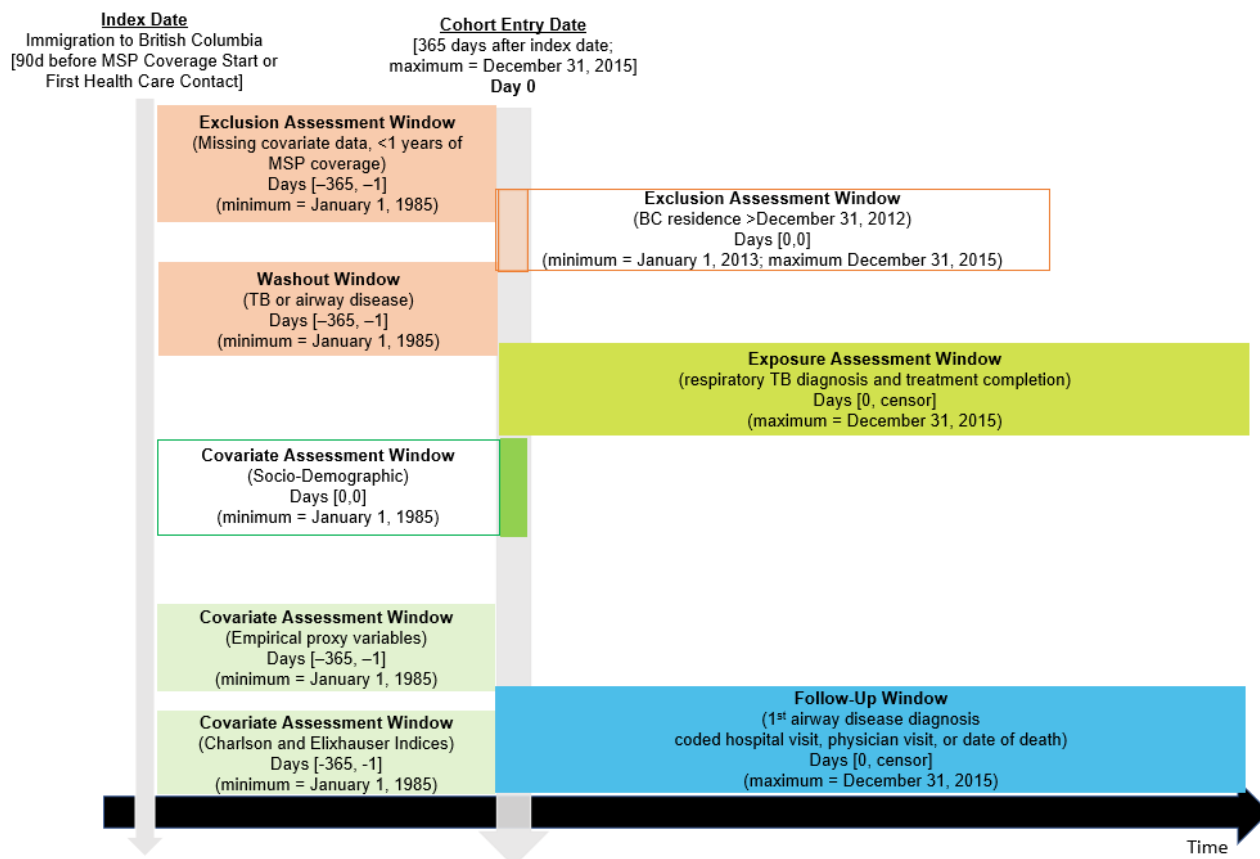 Index Date
Immigration to British Columbia
[90d before MSP Coverage Start or
First Health Care Contact]
Cohort Entry Date
[365 days after index date;
maximum = December 31, 2015]
Day 0
Exclusion Assessment Window
(Missing covariate data, <1 years of
MSP coverage)
Days [–365, –1]
(minimum = January 1, 1985)
Exclusion Assessment Window
(BC residence >December 31, 2012)
Days [0,0]
(minimum = January 1, 2013; maximum December 31, 2015)
Washout Window
(TB or airway disease)
Days [–365, –1]
(minimum = January 1, 1985)
Exposure Assessment Window
(respiratory TB diagnosis and treatment completion)
Days [0, censor]
(maximum = December 31, 2015)
Covariate Assessment Window
(Socio-Demographic)
Days [0,0]
(minimum = January 1, 1985)
Covariate Assessment Window
(Empirical proxy variables)
Days [–365, –1]
(minimum = January 1, 1985)
Follow-Up Window
(1st airway disease diagnosis
coded hospital visit, physician visit, or date of death)
Days [0, censor]
(maximum = December 31, 2015)
Covariate Assessment Window
(Charlson and Elixhauser Indices)
Days [-365, -1]
(minimum = January 1, 1985)
Time